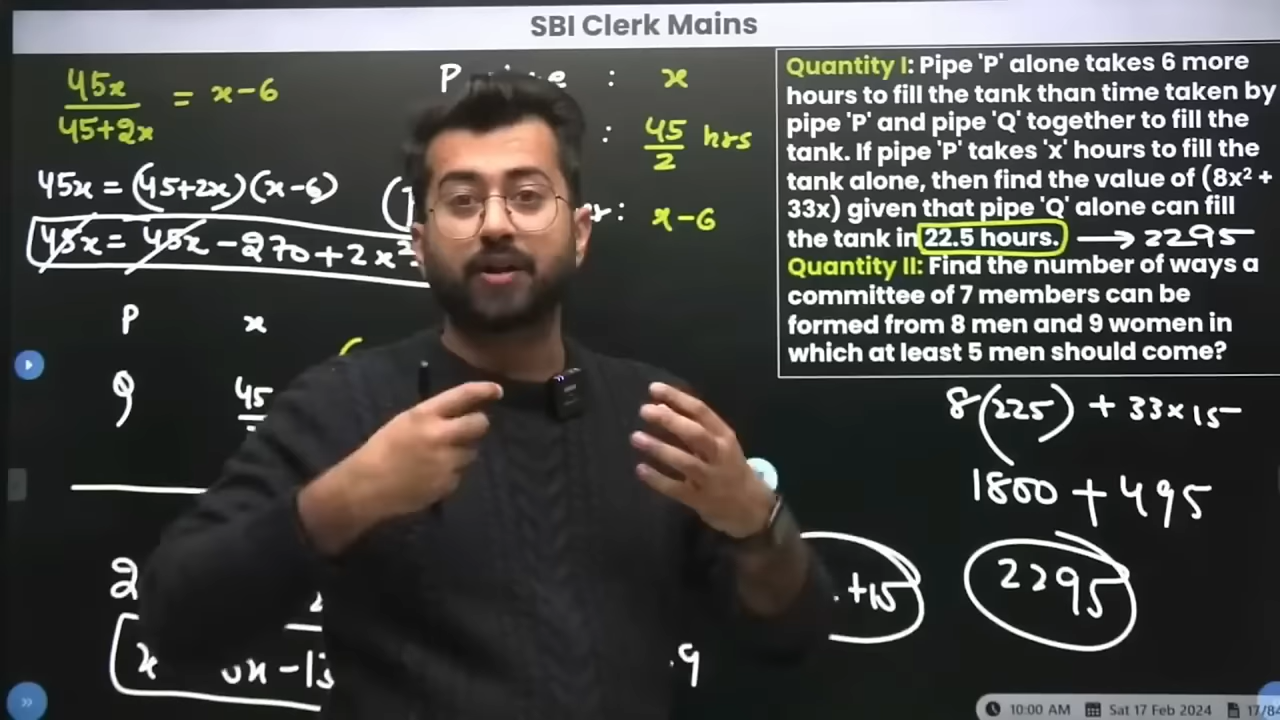 SBI Clerk Mains
45x
45+2x
= x-6
P
: x
: 45/2 hrs
: x-6
45x = (45+2x)(x-6)
45x = 45x - 270 + 2x²
P x
Q 45
2
x
x - 15
Quantity I: Pipe 'P' alone takes 6 more
hours to fill the tank than time taken by
pipe 'P' and pipe 'Q' together to fill the
tank. If pipe 'P' takes 'x' hours to fill the
tank alone, then find the value of (8x² +
33x) given that pipe 'Q' alone can fill
the tank in 22.5 hours. → 2295
Quantity II: Find the number of ways a
committee of 7 members can be
formed from 8 men and 9 women in
which at least 5 men should come?
8(225) + 33×15
1800 + 495
+15
2295
.9
10:00 AM Sat 17 Feb 2024 17/84